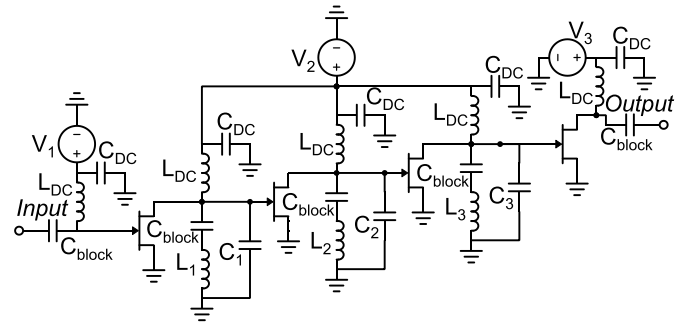 V3
CDC
V2
CDC
LDC
Output
CDC
CDC
LDC
Cblock
V1
CDC
LDC
LDC
Cblock
L3
C3
LDC
Input
Cblock
L2
C2
Cblock
Cblock
L1
C1